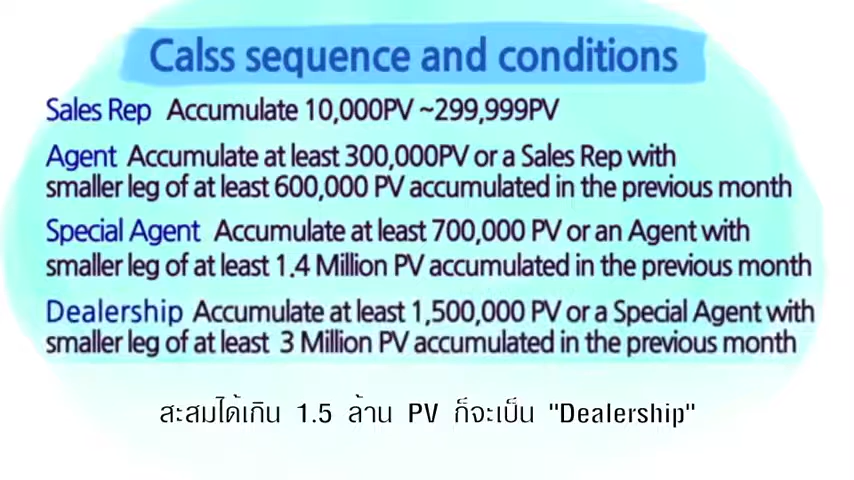 Calss sequence and conditions
Sales Rep Accumulate 10,000PV ~299,999PV
Agent Accumulate at least 300,000PV or a Sales Rep with
smaller leg of at least 600,000 PV accumulated in the previous month
Special Agent Accumulate at least 700,000 PV or an Agent with
smaller leg of at least 1.4 Million PV accumulated in the previous month
Dealership Accumulate at least 1,500,000 PV or a Special Agent with
smaller leg of at least 3 Million PV accumulated in the previous month
สะสมได้เกิน 1.5 ล้าน PV ก็จะเป็น "Dealership"